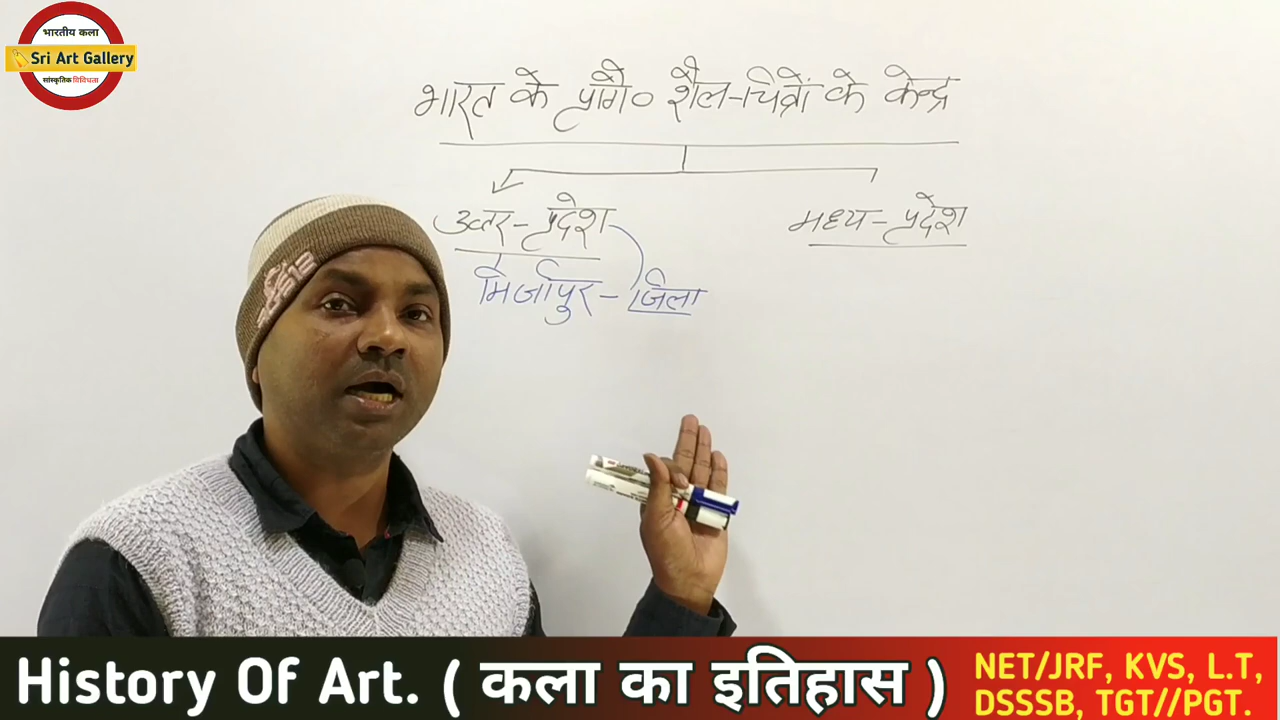 भारतीय कला
Sri Art Gallery
सांस्कृतिक विविधता
भारत के प्रागै० शैल-चित्रों के केन्द्र
उत्तर-प्रदेश
मध्य-प्रदेश
मिर्जापुर-जिला
History Of Art. ( कला का इतिहास )
NET/JRF, KVS, L.T,
DSSSB, TGT//PGT.